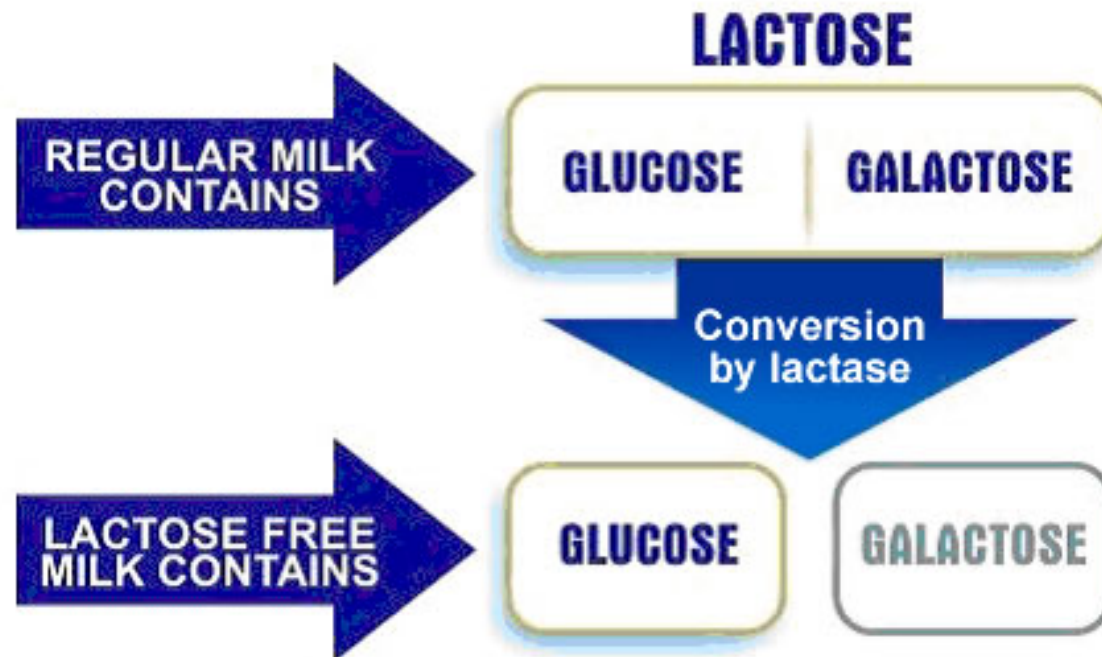 LACTOSE
REGULAR MILK
CONTAINS
GLUCOSE
GALACTOSE
Conversion
by lactase
LACTOSE FREE
MILK CONTAINS
GLUCOSE
GALACTOSE